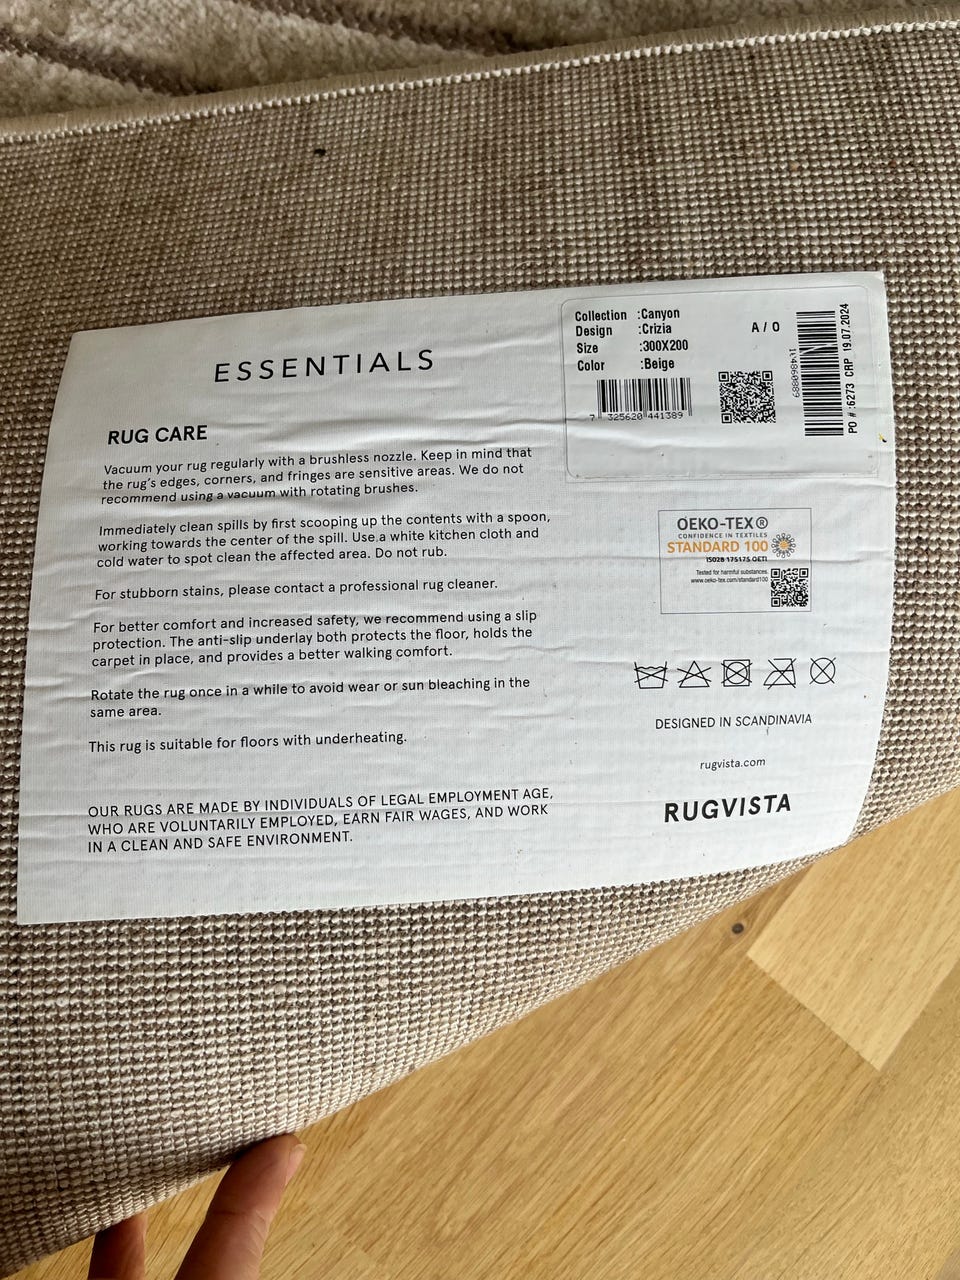 ESSENTIALS
RUG CARE
Vacuum your rug regularly with a brushless nozzle. Keep in mind that
the rug's edges, corners, and fringes are sensitive areas. We do not
recommend using a vacuum with rotating brushes.
Immediately clean spills by first scooping up the contents with a spoon,
working towards the center of the spill. Use a white kitchen cloth and
cold water to spot clean the affected area. Do not rub.
For stubborn stains, please contact a professional rug cleaner.
For better comfort and increased safety, we recommend using a slip
protection. The anti-slip underlay both protects the floor, holds the
carpet in place, and provides a better walking comfort.
Rotate the rug once in a while to avoid wear or sun bleaching in the
same area.
This rug is suitable for floors with underheating.
OUR RUGS ARE MADE BY INDIVIDUALS OF LEGAL EMPLOYMENT AGE,
WHO ARE VOLUNTARILY EMPLOYED, EARN FAIR WAGES, AND WORK
IN A CLEAN AND SAFE ENVIRONMENT.
Collection :Canyon
Design :Crizia
Size :300X200
Color :Beige
A / 0
7 325620 441389
PO # :6273 CRP 19.07.2024
OEKO-TEX®
CONFIDENCE IN TEXTILES
STANDARD 100
IS028 175175 OETI
Tested for harmful substances.
www.oeko-tex.com/standard100
DESIGNED IN SCANDINAVIA
rugvista.com
RUGVISTA